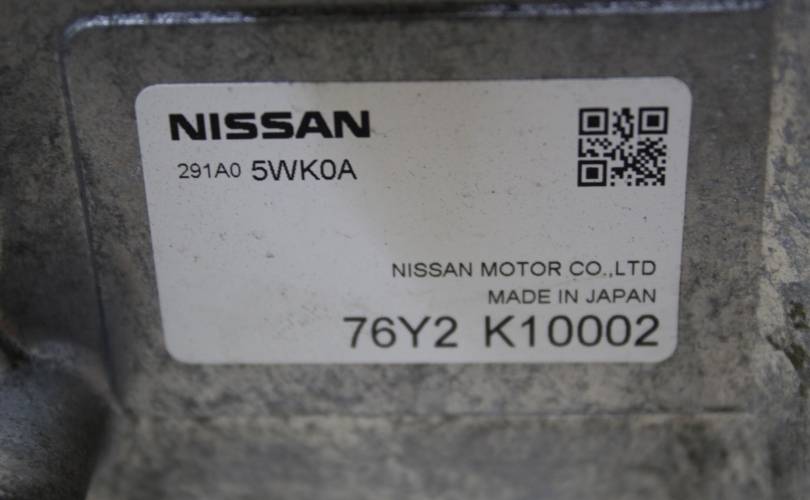 NISSAN
291A0 5WK0A
NISSAN MOTOR CO.,LTD
MADE IN JAPAN
76Y2 K10002